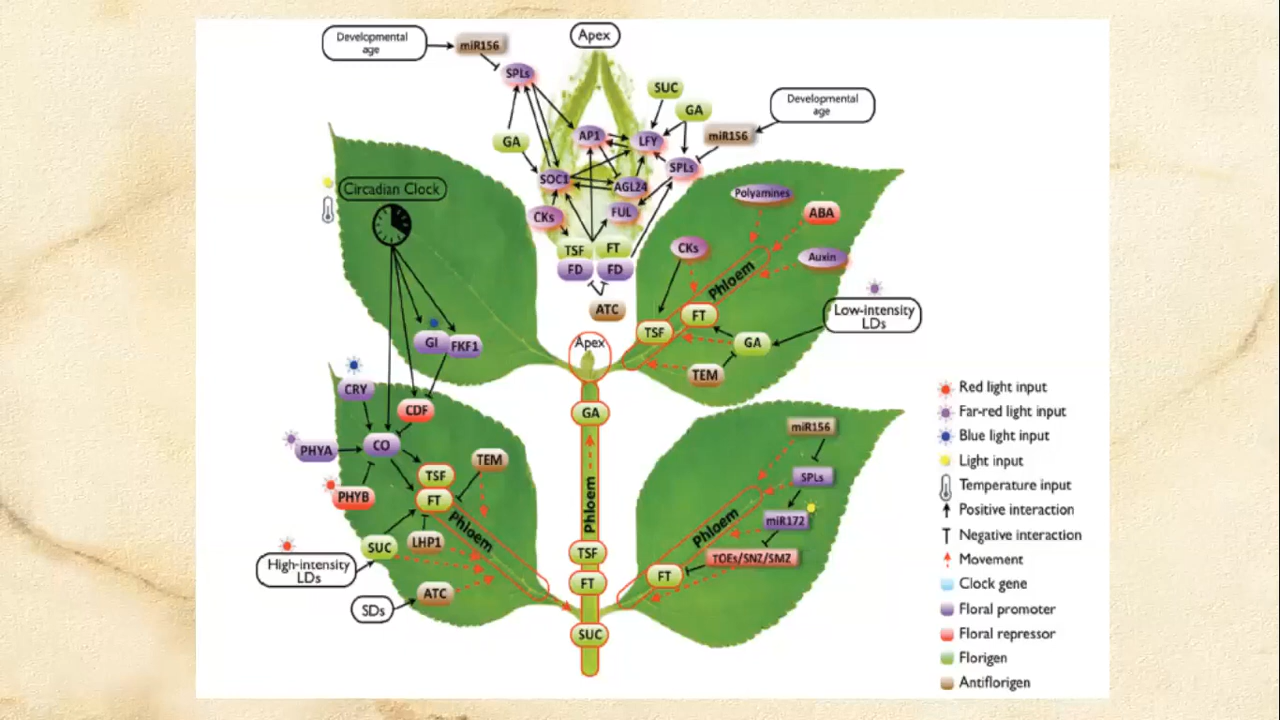 Developmental
age
miR156
Apex
SPLs
SUC
GA
Developmental
age
miR156
AP1
LFY
GA
SPLs
SOC1
AGL24
CKs
FUL
TSF
FT
FD
FD
ATC
Circadian Clock
GI
FKF1
Polyamines
ABA
CKs
Auxin
Phloem
Low-intensity
LDs
TSF
FT
GA
TEM
Apex
GA
Phloem
TSF
FT
SUC
CRY
CDF
PHYA
CO
PHYB
TSF
FT
TEM
Phloem
SUC
LHP1
High-intensity
LDs
ATC
SDs
miR156
SPLs
miR172
Phloem
TOEs/SNZ/SMZ
FT
Red light input
Far-red light input
Blue light input
Light input
Temperature input
Positive interaction
Negative interaction
Movement
Clock gene
Floral promoter
Floral repressor
Florigen
Antiflorigen